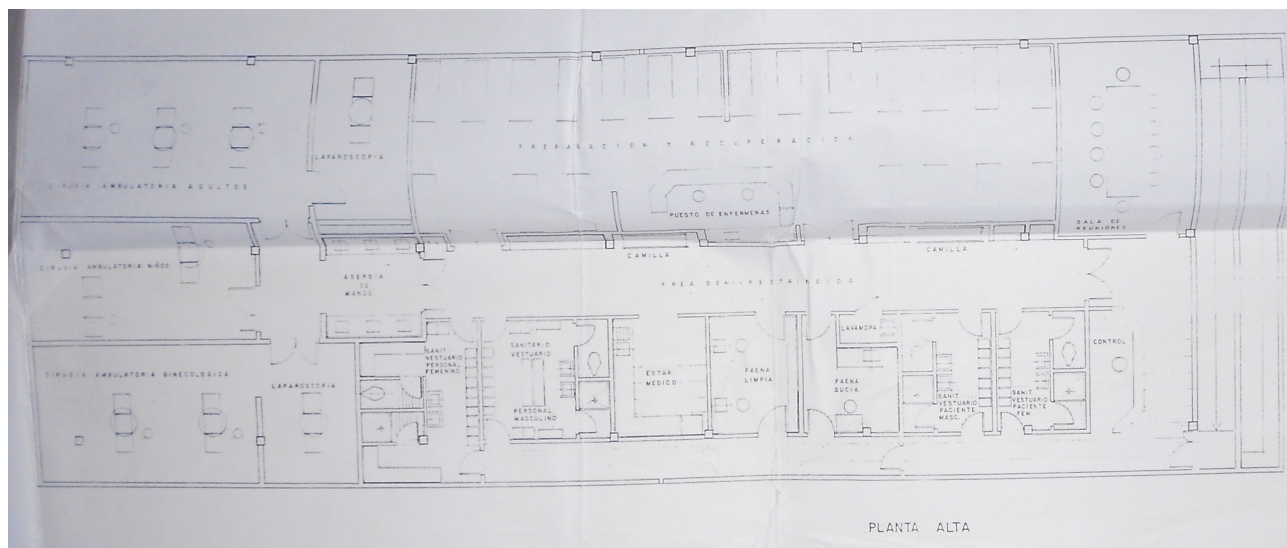 LAPAROSCOPIA
CIRUGIA AMBULATORIA ADULTOS
PREPARACION Y RECUPERACION
PUESTO DE ENFERMERAS
SALA DE
REUNIONES
CIRUGIA AMBULATORIA NIÑOS
ASEPSIA
DE
MANOS
CAMILLA
CAMILLA
AREA SEMI-RESTRINGIDA
CIRUGIA AMBULATORIA GINECOLOGICA
LAPAROSCOPIA
SANIT.
VESTUARIO
PERSONAL
FEMENINO
SANITARIO
VESTUARIO
PERSONAL
MASCULINO
ESTAR
MEDICO
FAENA
LIMPIA
LAVAMOPA
FAENA
SUCIA
SANIT.
VESTUARIO
PACIENTE
MASC.
SANIT.
VESTUARIO
PACIENTE
FEM.
CONTROL
PLANTA ALTA